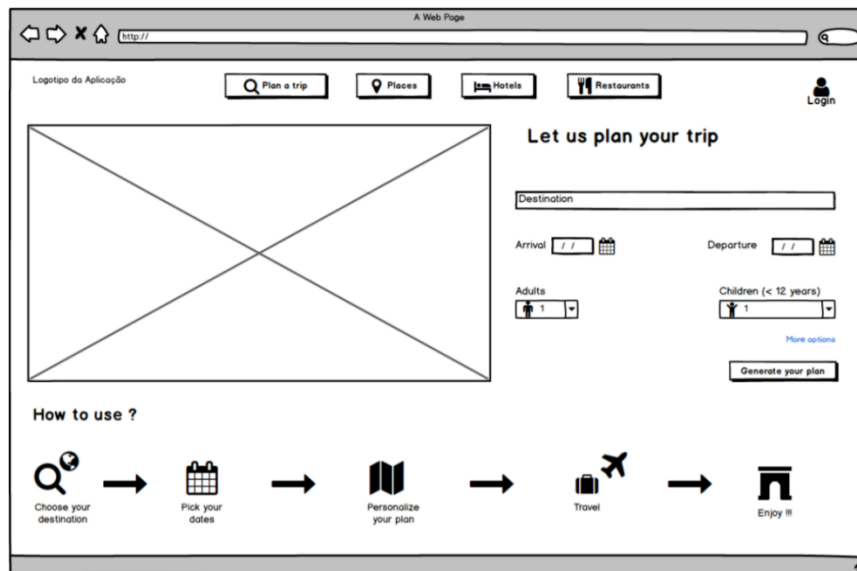 A Web Page
http://
Logotipo da Aplicação
Plan a trip
Places
Hotels
Restaurants
Login
Let us plan your trip
Destination
Arrival / / Departure / /
Adults Children (< 12 years)
1 1
More options
Generate your plan
How to use ?
Choose your
destination
Pick your
dates
Personalize
your plan
Travel
Enjoy !!!